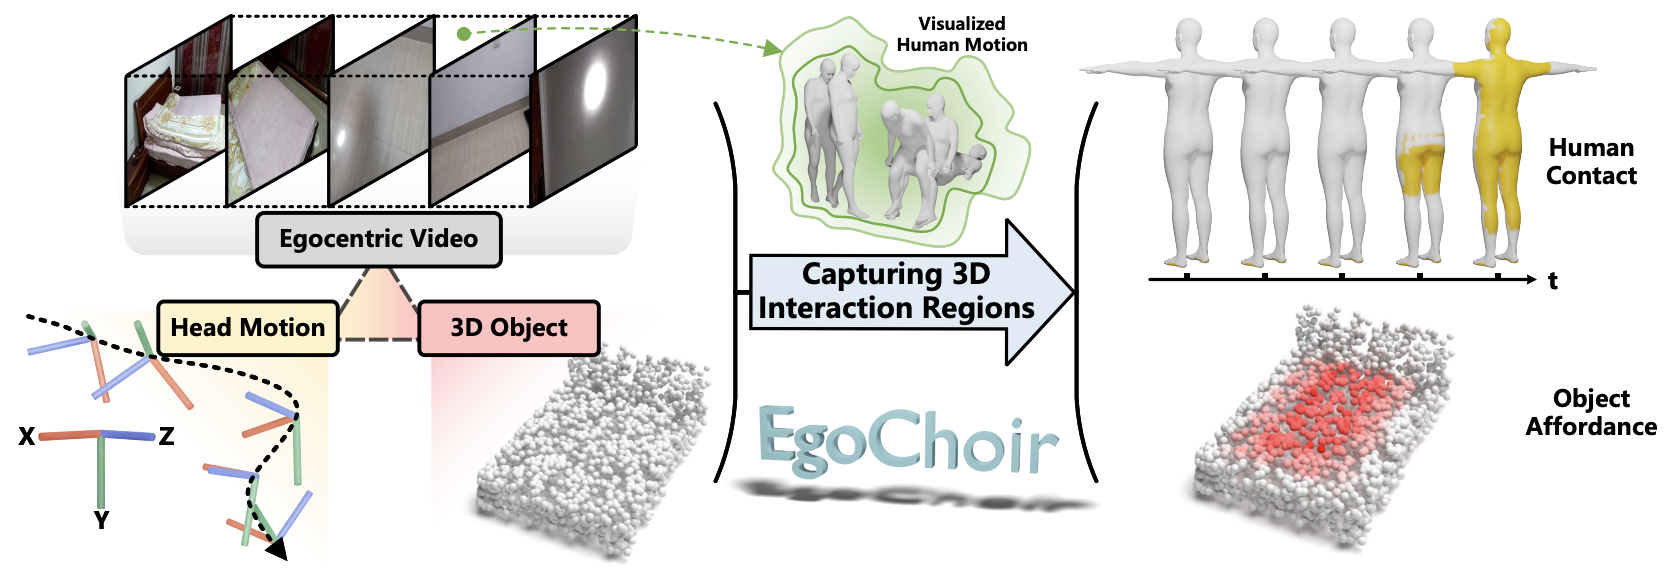 Egocentric Video
Head Motion
3D Object
X
Z
Y
Visualized
Human Motion
Capturing 3D
Interaction Regions
EgoChoir
Human
Contact
t
Object
Affordance